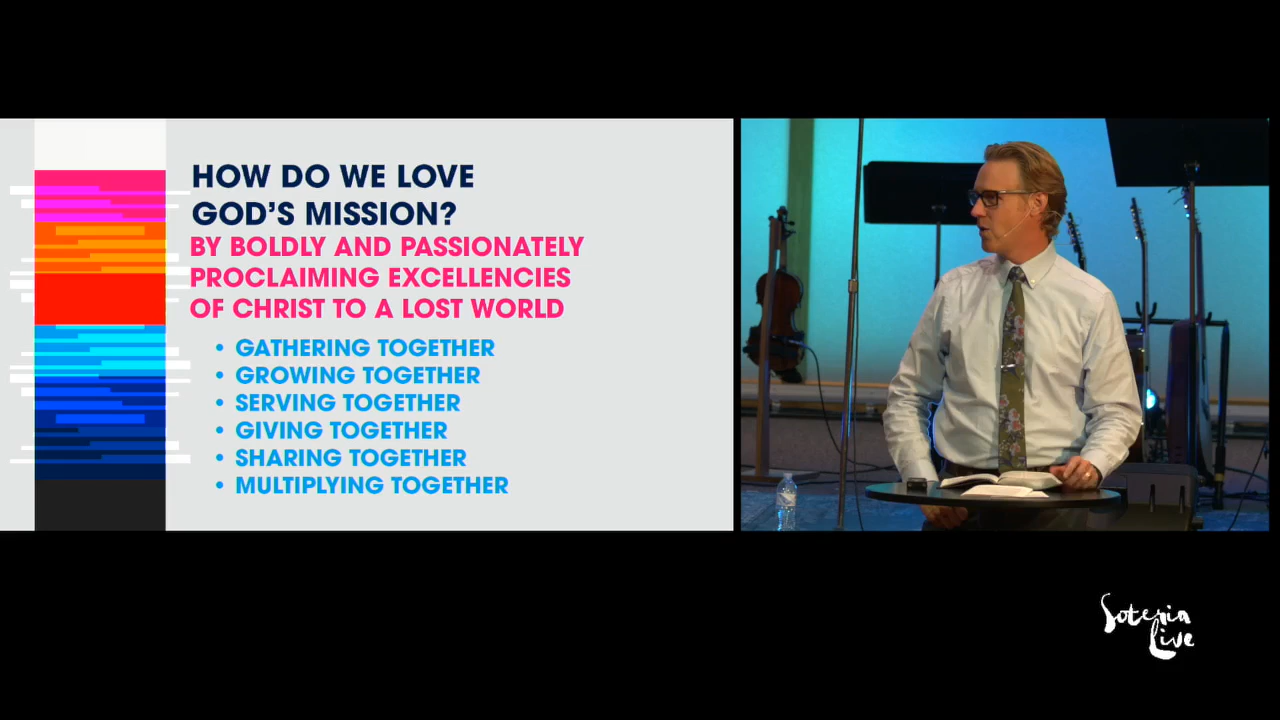 HOW DO WE LOVE
GOD'S MISSION?
BY BOLDLY AND PASSIONATELY
PROCLAIMING EXCELLENCIES
OF CHRIST TO A LOST WORLD
• GATHERING TOGETHER
• GROWING TOGETHER
• SERVING TOGETHER
• GIVING TOGETHER
• SHARING TOGETHER
• MULTIPLYING TOGETHER
Soteria
Live